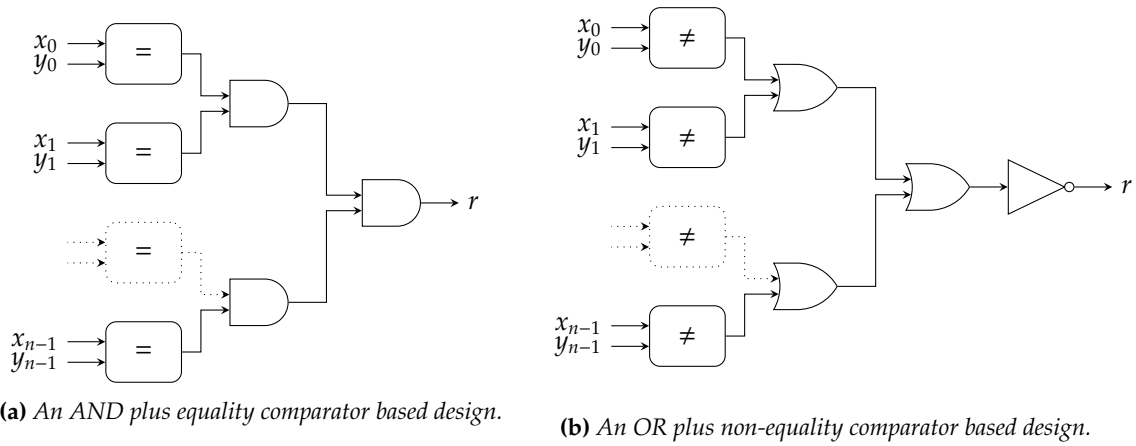 x₀
y₀
=
x₁
y₁
=
=
xₙ₋₁
yₙ₋₁
=
r
(a) An AND plus equality comparator based design.
x₀
y₀
≠
x₁
y₁
≠
≠
xₙ₋₁
yₙ₋₁
≠
r
(b) An OR plus non-equality comparator based design.